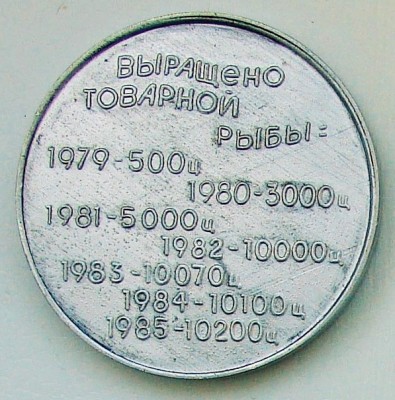 ВЫРАЩЕНО
ТОВАРНОЙ
РЫБЫ:
1979-500ц
1980-3000ц
1981-5000ц
1982-10000ц
1983-10070ц
1984-10100ц
1985-10200ц